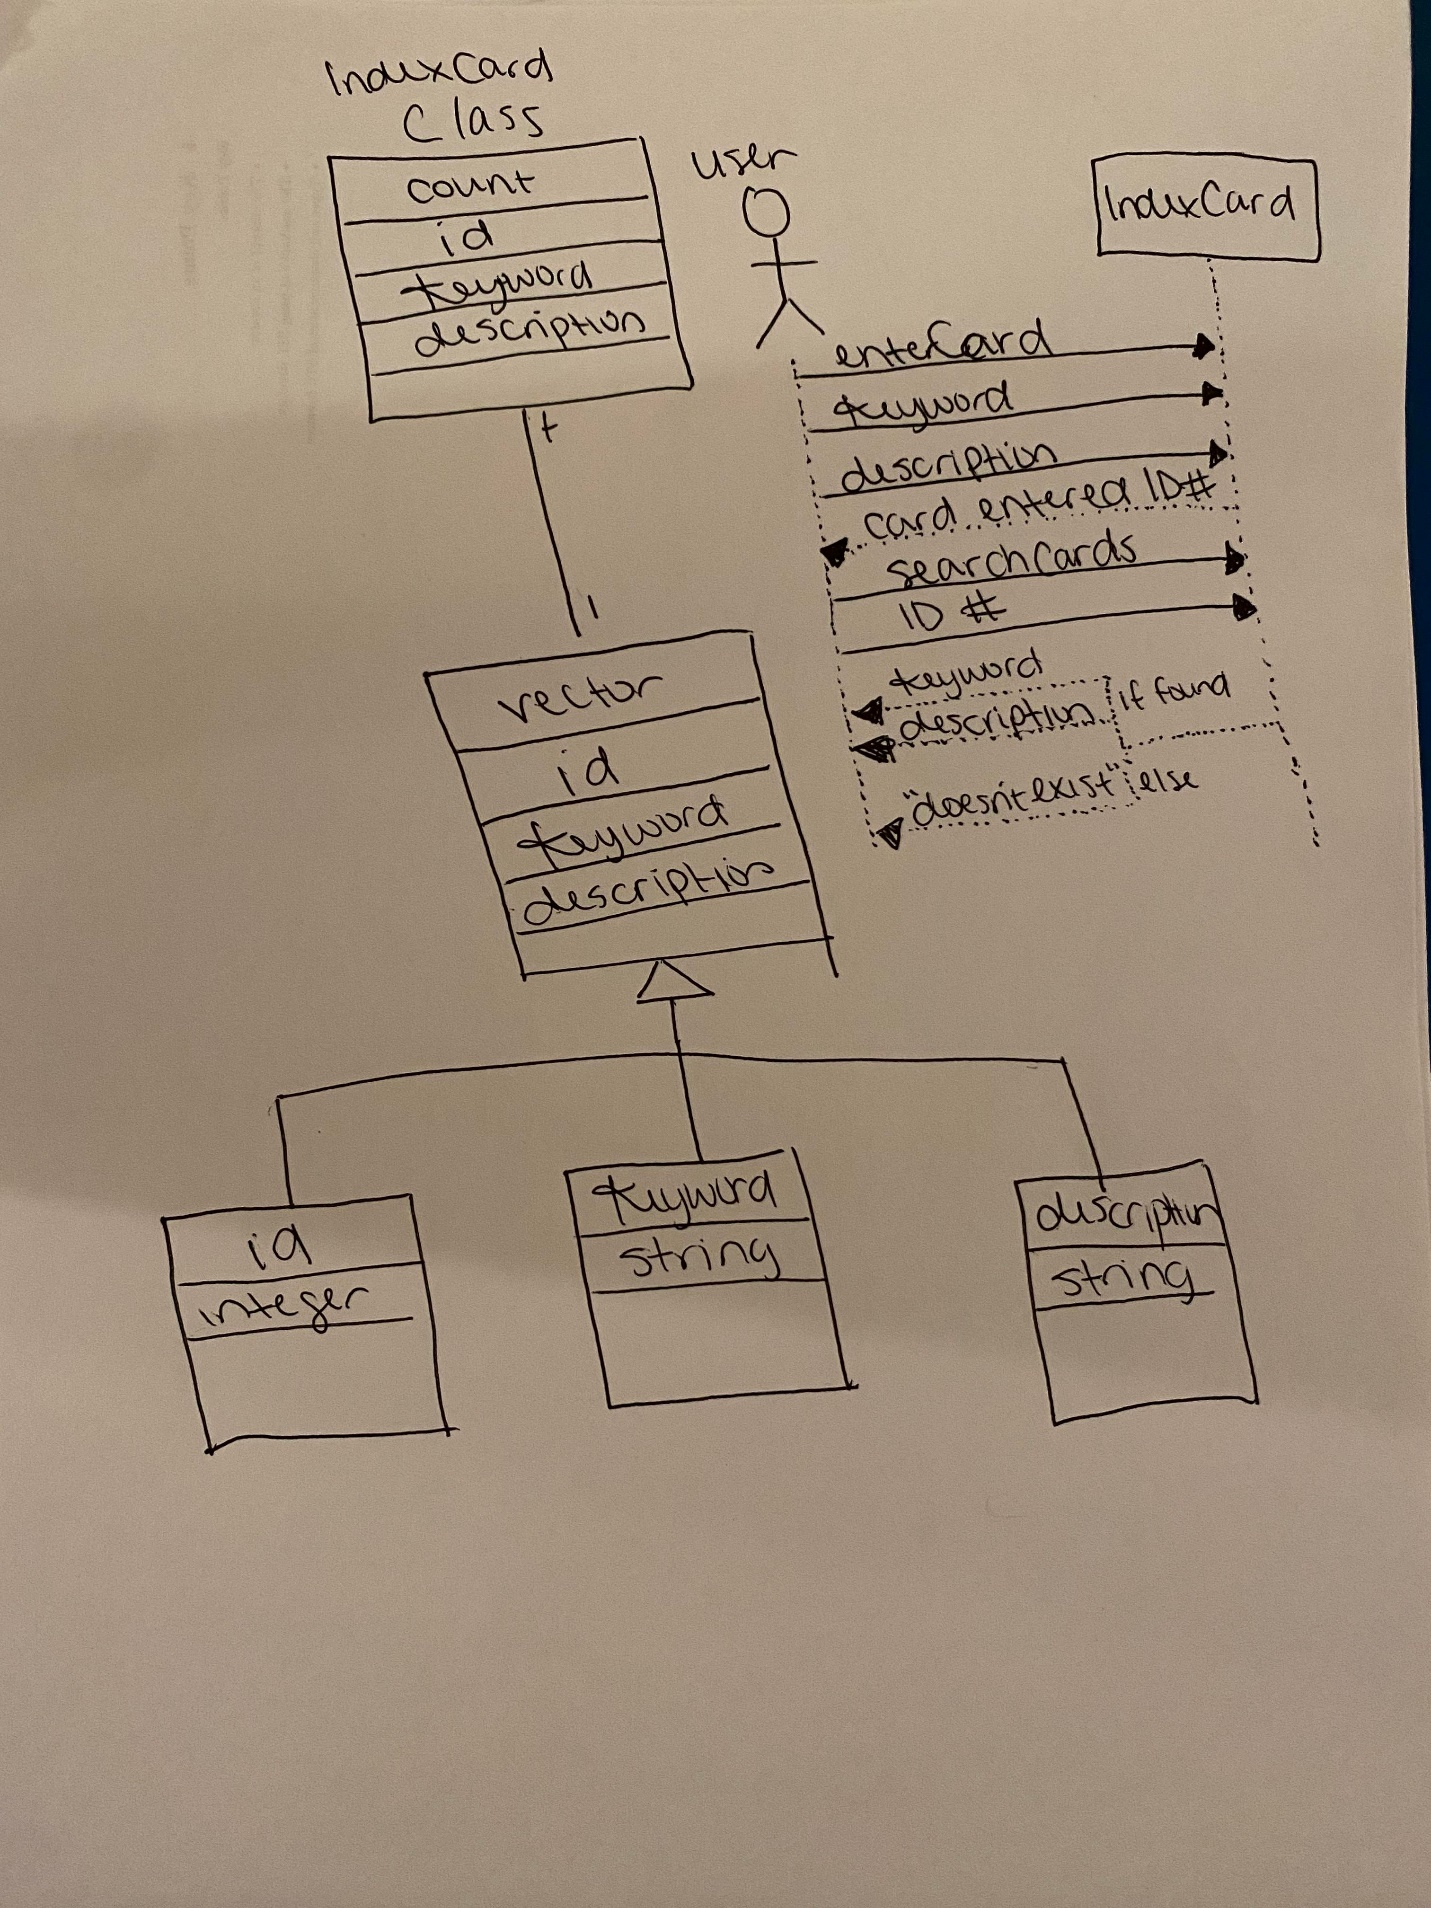 IndexCard
Class
count
id
keyword
description
+
1
vector
id
keyword
description
id
integer
keyword
string
description
string
user
IndexCard
enterCard
keyword
description
card entered ID#
searchCards
ID #
keyword
description
if found
"doesn't exist"
else